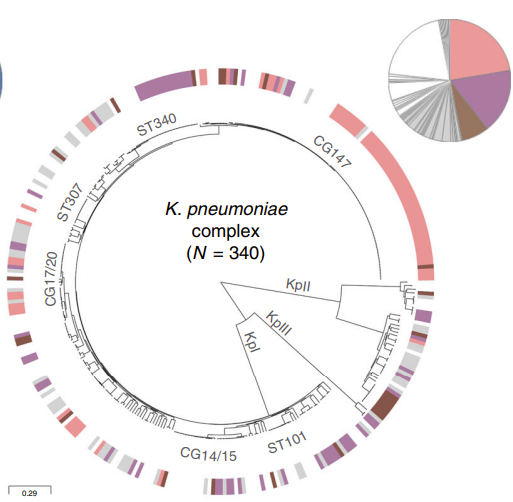 ST340
CG147
ST307
K. pneumoniae
complex
(N = 340)
CG17/20
KpII
KpIII
KpI
ST101
CG14/15
0.29